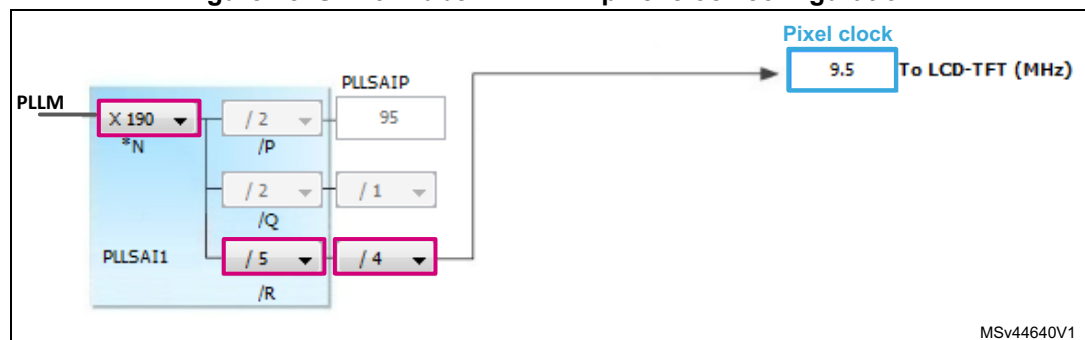 Pixel clock
9.5 To LCD-TFT (MHz)
PLLSAIP
PLLM
X 190 / 2 95
*N /P
/ 2 / 1
/Q
PLLSAI1 / 5 / 4
/R
MSv44640V1